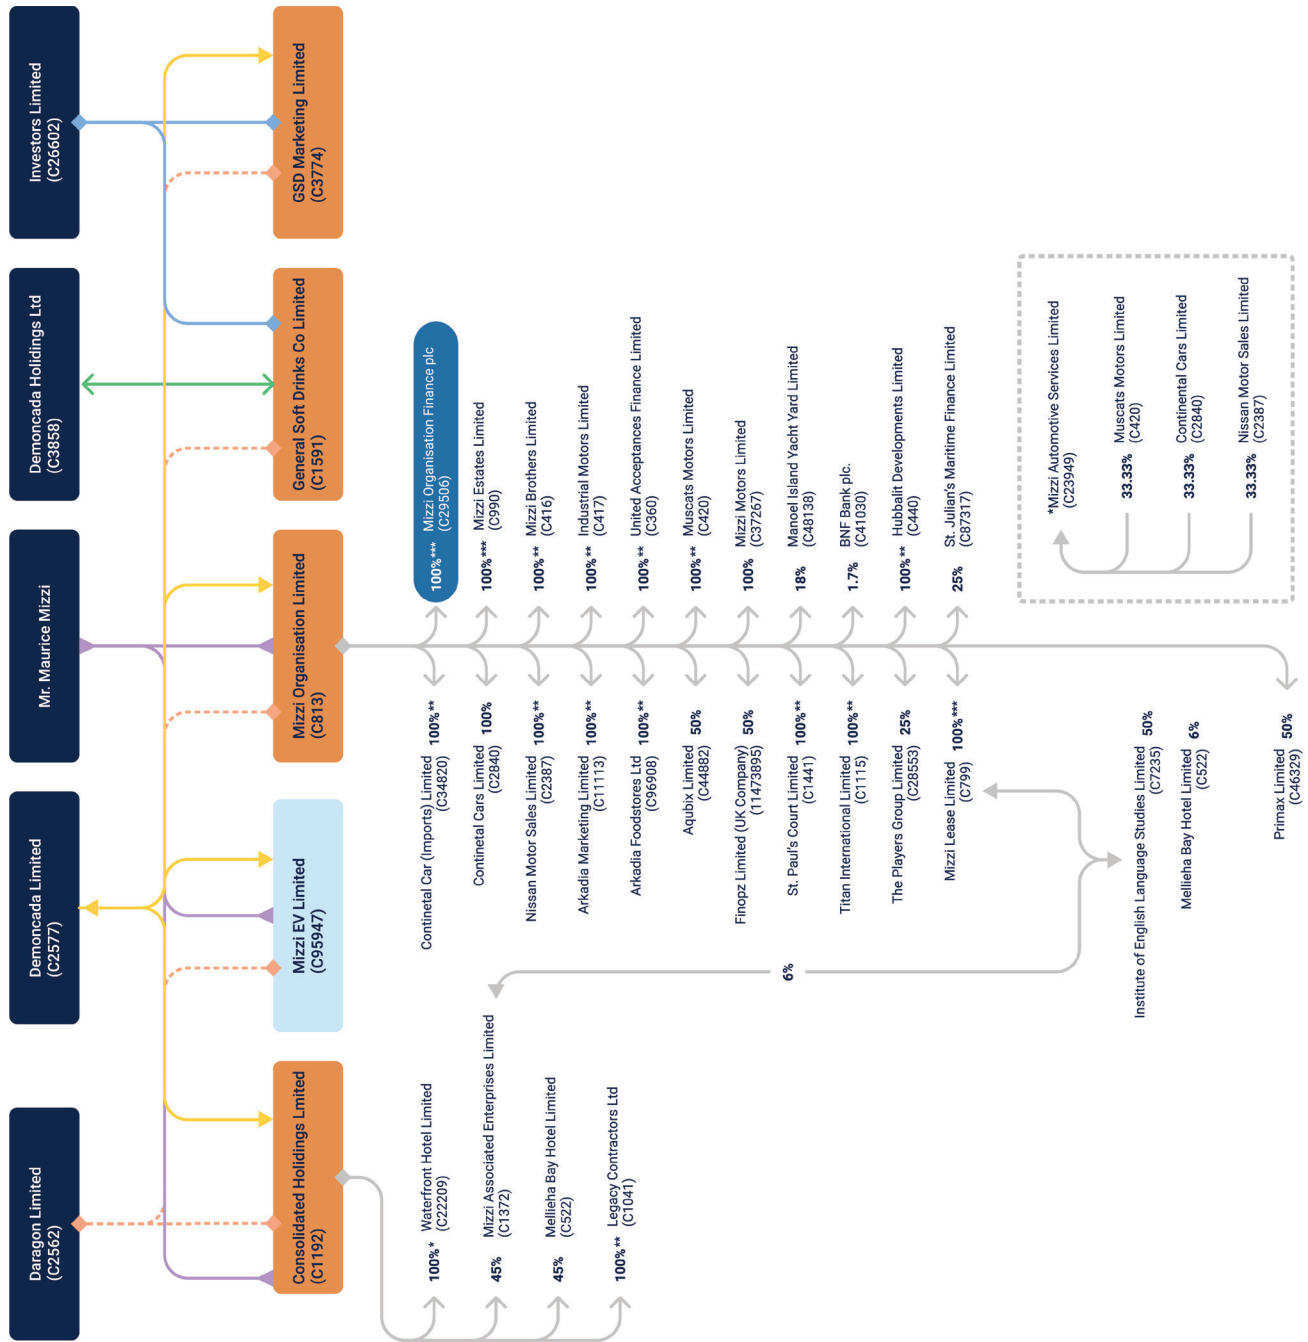 Daragon Limited
(C2562)
Demoncada Limited
(C2577)
Mr. Maurice Mizzi
Demoncada Holidings Ltd
(C3858)
Investors Limited
(C26602)
Consolidated Holidings Lmited
(C1192)
Mizzi EV Limited
(C95947)
Mizzi Organisation Limited
(C813)
General Soft Drinks Co Limited
(C1591)
GSD Marketing Limited
(C3774)
100%* Waterfront Hotel Limited
(C22209)
45% Mizzi Associated Enterprises Limited
(C1372)
45% Mellieha Bay Hotel Limited
(C522)
100%** Legacy Contractors Ltd
(C1041)
Continetal Car (Imports) Limited 100%**
(C34820)
Continetal Cars Limited 100%
(C2840)
Nissan Motor Sales Limited 100%**
(C2387)
Arkadia Marketing Limited 100%**
(C11113)
Arkadia Foodstores Ltd 100%**
(C96908)
Aqubix Limited 50%
(C44882)
Finopz Limited (UK Company) 50%
(11473895)
St. Paul's Court Limited 100%**
(C1441)
Titan International Limited 100%**
(C1115)
The Players Group Limited 25%
(C28553)
Mizzi Lease Limited 100%***
(C799)
100%*** Mizzi Organisation Finance plc
(C29506)
100%*** Mizzi Estates Limited
(C990)
100%** Mizzi Brothers Limited
(C416)
100%** Industrial Motors Limited
(C417)
100%** United Acceptances Finance Limited
(C360)
100%** Muscats Motors Limited
(C420)
100% Mizzi Motors Limited
(C37267)
18% Manoel Island Yacht Yard Limited
(C48138)
1.7% BNF Bank plc.
(C41030)
100%** Hubbalit Developments Limited
(C440)
25% St. Julian's Maritime Finance Limited
(C87317)
6%
Institute of English Language Studies Limited 50%
(C7235)
Mellieha Bay Hotel Limited 6%
(C522)
Primax Limited 50%
(C46329)
*Mizzi Automotive Services Limited
(C23949)
33.33% Muscats Motors Limited
(C420)
33.33% Continental Cars Limited
(C2840)
33.33% Nissan Motor Sales Limited
(C2387)